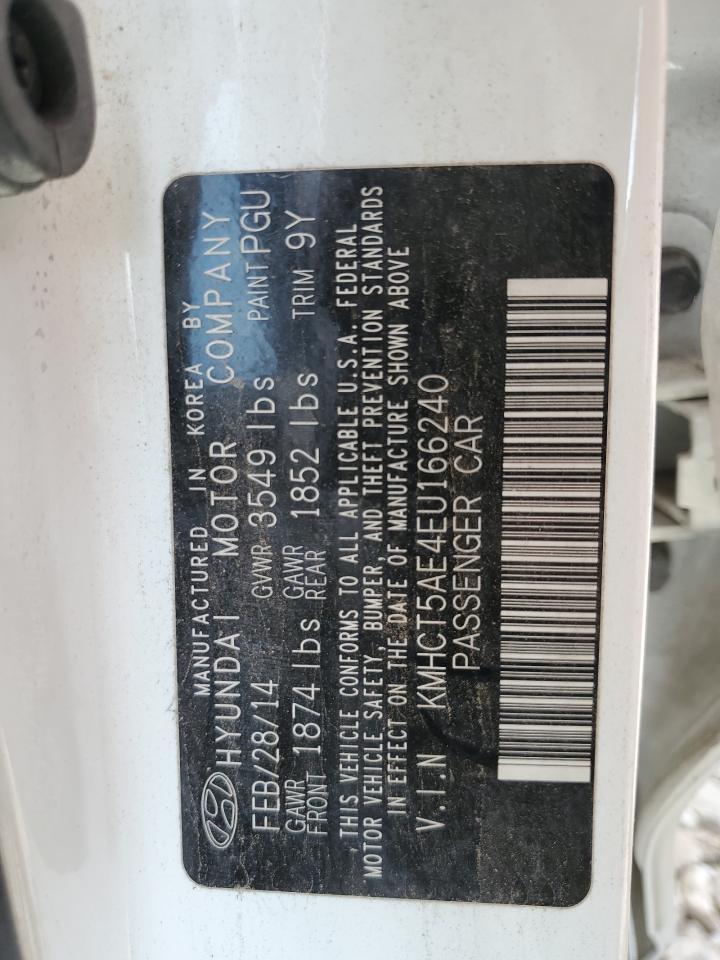 MANUFACTURED IN KOREA BY
HYUNDAI MOTOR COMPANY
FEB/28/14 GVWR 3549 lbs PAINT PGU
GAWR FRONT 1874 lbs GAWR REAR 1852 lbs TRIM 9Y
THIS VEHICLE CONFORMS TO ALL APPLICABLE U.S.A. FEDERAL
MOTOR VEHICLE SAFETY, BUMPER, AND THEFT PREVENTION STANDARDS
IN EFFECT ON THE DATE OF MANUFACTURE SHOWN ABOVE
V.I.N KMHCT5AE4EU166240
PASSENGER CAR